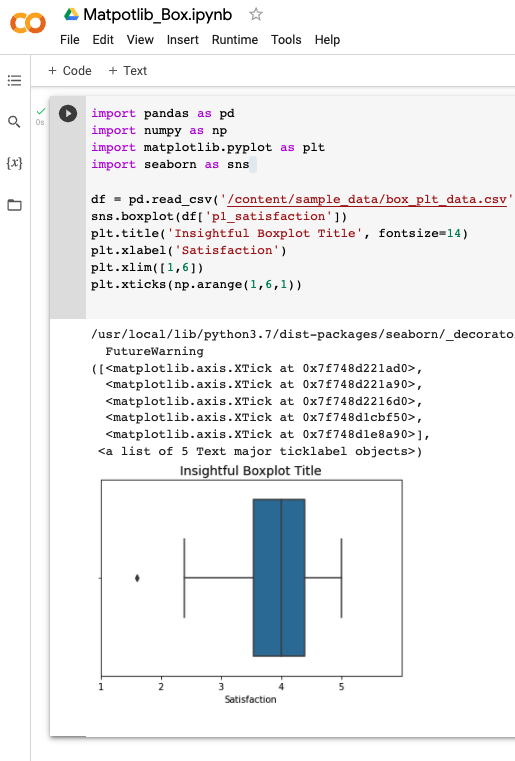 Matpotlib_Box.ipynb
File Edit View Insert Runtime Tools Help
+ Code + Text
0s
{x}
import pandas as pd
import numpy as np
import matplotlib.pyplot as plt
import seaborn as sns
df = pd.read_csv('/content/sample_data/box_plt_data.csv'
sns.boxplot(df['p1_satisfaction'])
plt.title('Insightful Boxplot Title', fontsize=14)
plt.xlabel('Satisfaction')
plt.xlim([1,6])
plt.xticks(np.arange(1,6,1))
/usr/local/lib/python3.7/dist-packages/seaborn/_decorato
FutureWarning
([<matplotlib.axis.XTick at 0x7f748d221ad0>,
<matplotlib.axis.XTick at 0x7f748d221a90>,
<matplotlib.axis.XTick at 0x7f748d2216d0>,
<matplotlib.axis.XTick at 0x7f748d1cbf50>,
<matplotlib.axis.XTick at 0x7f748d1e8a90>],
<a list of 5 Text major ticklabel objects>)
Insightful Boxplot Title
1 2 3 4 5
Satisfaction